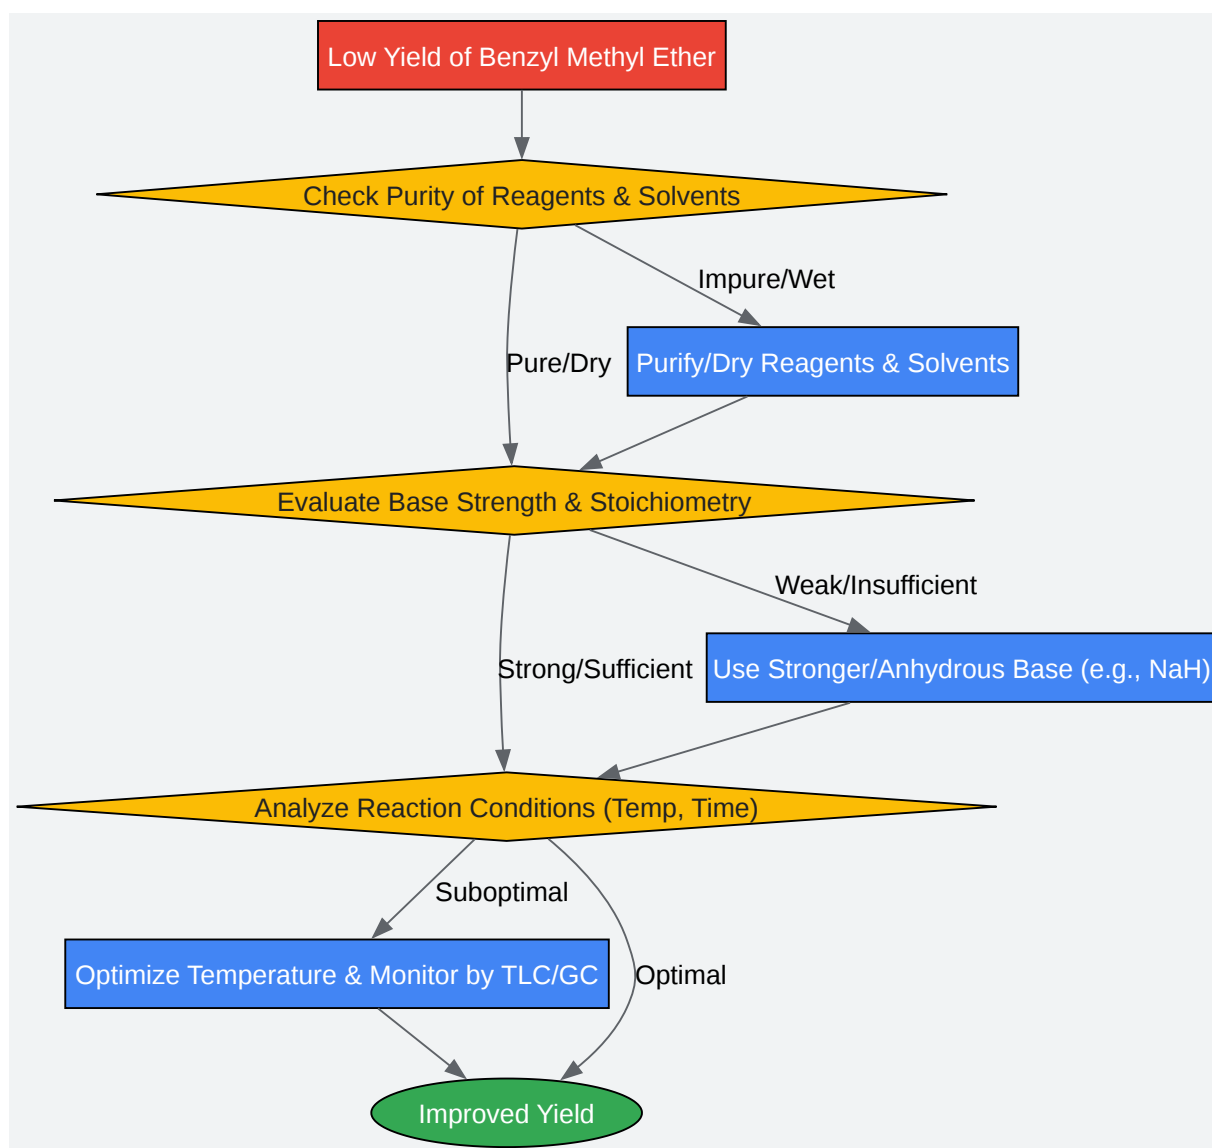 Low Yield of Benzyl Methyl Ether
Check Purity of Reagents & Solvents
Impure/Wet
Pure/Dry
Purify/Dry Reagents & Solvents
Evaluate Base Strength & Stoichiometry
Weak/Insufficient
Strong/Sufficient
Use Stronger/Anhydrous Base (e.g., NaH)
Analyze Reaction Conditions (Temp, Time)
Suboptimal
Optimize Temperature & Monitor by TLC/GC
Optimal
Improved Yield